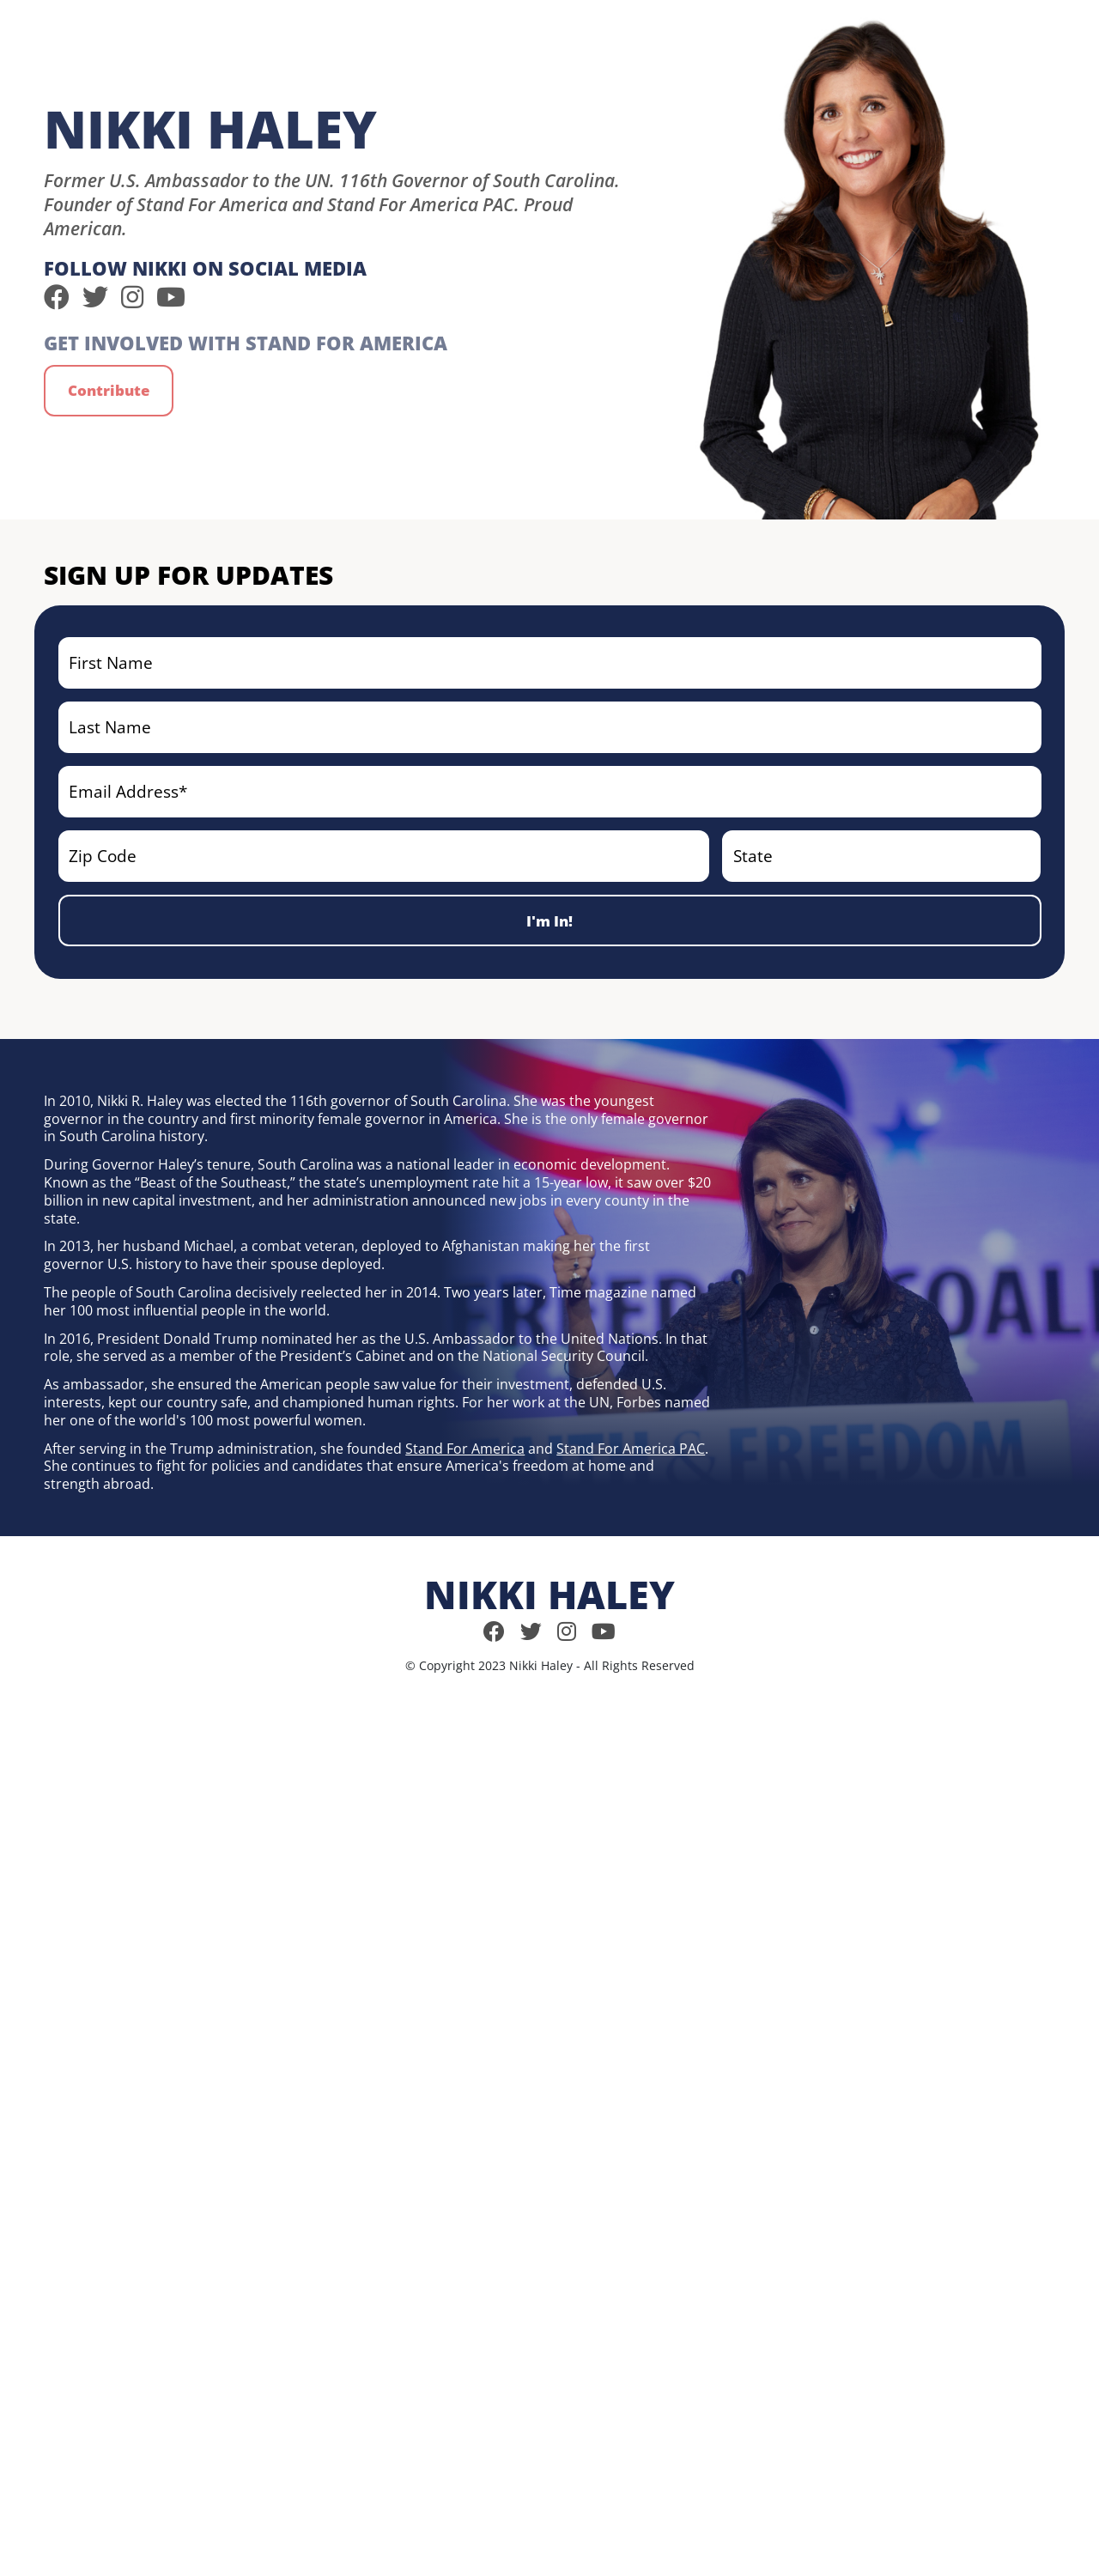 NIKKI HALEY
Former U.S. Ambassador to the UN. 116th Governor of South Carolina.
Founder of Stand For America and Stand For America PAC. Proud
American.
FOLLOW NIKKI ON SOCIAL MEDIA
GET INVOLVED WITH STAND FOR AMERICA
Contribute
SIGN UP FOR UPDATES
First Name
Last Name
Email Address*
Zip Code
State
I'm In!
In 2010, Nikki R. Haley was elected the 116th governor of South Carolina. She was the youngest
governor in the country and first minority female governor in America. She is the only female governor
in South Carolina history.
During Governor Haley’s tenure, South Carolina was a national leader in economic development.
Known as the “Beast of the Southeast,” the state’s unemployment rate hit a 15-year low, it saw over $20
billion in new capital investment, and her administration announced new jobs in every county in the
state.
In 2013, her husband Michael, a combat veteran, deployed to Afghanistan making her the first
governor U.S. history to have their spouse deployed.
The people of South Carolina decisively reelected her in 2014. Two years later, Time magazine named
her 100 most influential people in the world.
In 2016, President Donald Trump nominated her as the U.S. Ambassador to the United Nations. In that
role, she served as a member of the President’s Cabinet and on the National Security Council.
As ambassador, she ensured the American people saw value for their investment, defended U.S.
interests, kept our country safe, and championed human rights. For her work at the UN, Forbes named
her one of the world's 100 most powerful women.
After serving in the Trump administration, she founded Stand For America and Stand For America PAC.
She continues to fight for policies and candidates that ensure America's freedom at home and
strength abroad.
& FREEDOM
NIKKI HALEY
© Copyright 2023 Nikki Haley - All Rights Reserved